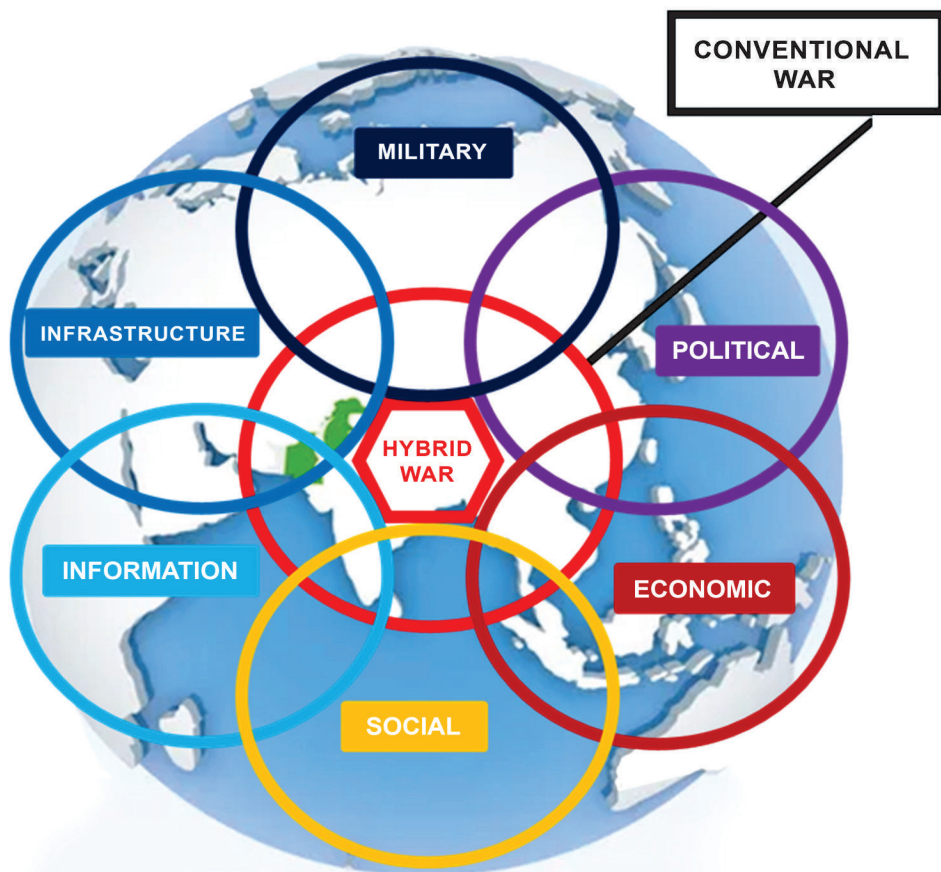 CONVENTIONAL
WAR
MILITARY
INFRASTRUCTURE
POLITICAL
HYBRID
WAR
INFORMATION
ECONOMIC
SOCIAL